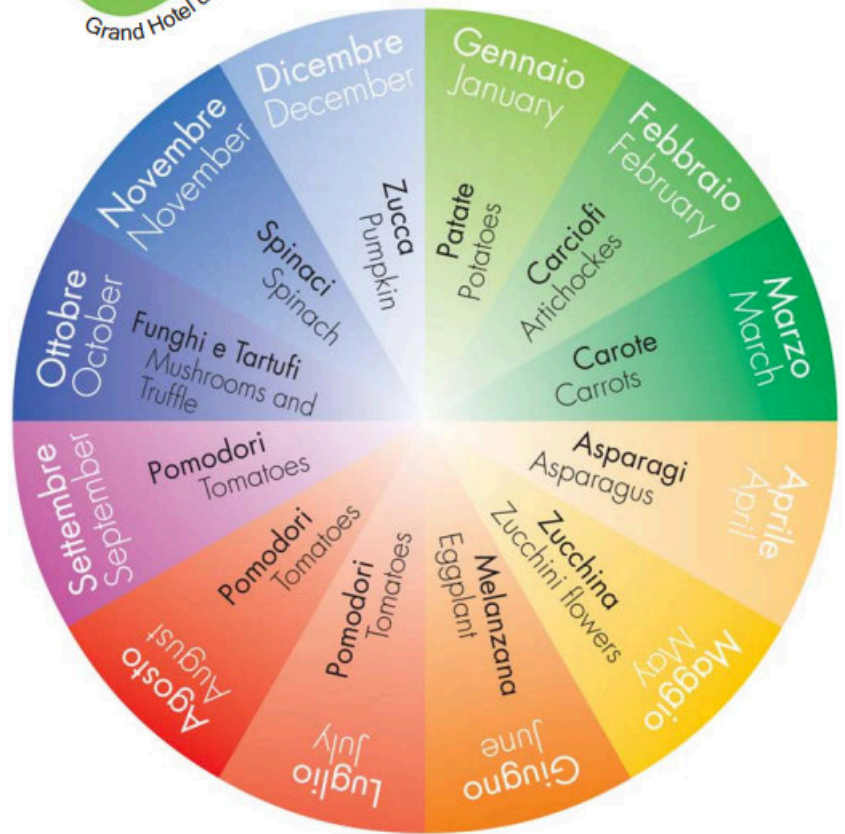 Grand Hotel
Gennaio
January
Patate
Potatoes
Febbraio
February
Carciofi
Artichockes
Marzo
March
Carote
Carrots
Aprile
April
Asparagi
Asparagus
Maggio
May
Zucchina
Zucchini flowers
Giugno
June
Melanzana
Eggplant
Luglio
July
Pomodori
Tomatoes
Agosto
August
Pomodori
Tomatoes
Settembre
September
Pomodori
Tomatoes
Ottobre
October
Funghi e Tartufi
Mushrooms and
Truffle
Novembre
November
Spinaci
Spinach
Dicembre
December
Zucca
Pumpkin